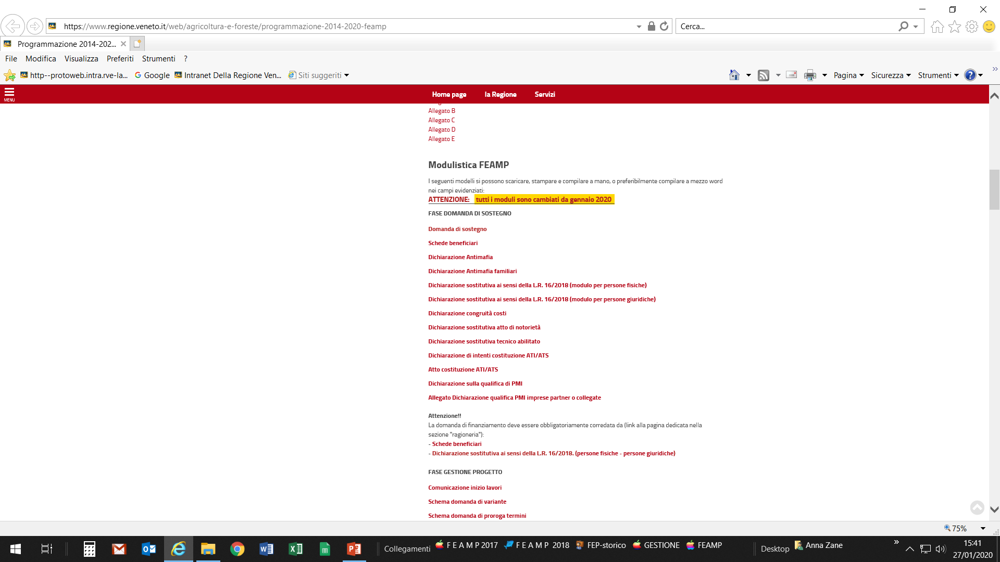 https://www.regione.veneto.it/web/agricoltura-e-foreste/programmazione-2014-2020-feamp
Cerca...
Programmazione 2014-202...
File Modifica Visualizza Preferiti Strumenti ?
http--protoweb.intra.rve-la... Google Intranet Della Regione Ven... Siti suggeriti
Pagina Sicurezza Strumenti
MENU
Home page la Regione Servizi
Allegato B
Allegato C
Allegato D
Allegato E
Modulistica FEAMP
I seguenti modelli si possono scaricare, stampare e compilare a mano, o preferibilmente compilare a mezzo word
nei campi evidenziati:
ATTENZIONE: tutti i moduli sono cambiati da gennaio 2020
FASE DOMANDA DI SOSTEGNO
Domanda di sostegno
Schede beneficiari
Dichiarazione Antimafia
Dichiarazione Antimafia familiari
Dichiarazione sostitutiva ai sensi della L.R. 16/2018 (modulo per persone fisiche)
Dichiarazione sostitutiva ai sensi della L.R. 16/2018 (modulo per persone giuridiche)
Dichiarazione congruità costi
Dichiarazione sostitutiva atto di notorietà
Dichiarazione sostitutiva tecnico abilitato
Dichiarazione di intenti costituzione ATI/ATS
Atto costituzione ATI/ATS
Dichiarazione sulla qualifica di PMI
Allegato Dichiarazione qualifica PMI imprese partner o collegate
Attenzione!!
La domanda di finanziamento deve essere obbligatoriamente corredata da (link alla pagina dedicata nella
sezione "ragioneria"):
- Schede beneficiari
- Dichiarazione sostitutiva ai sensi della L.R. 16/2018. (persone fisiche - persone giuridiche)
FASE GESTIONE PROGETTO
Comunicazione inizio lavori
Schema domanda di variante
Schema domanda di proroga termini
75%
Collegamenti F E A M P 2017 F E A M P 2018 FEP-storico GESTIONE FEAMP Desktop Anna Zane
15:41
27/01/2020